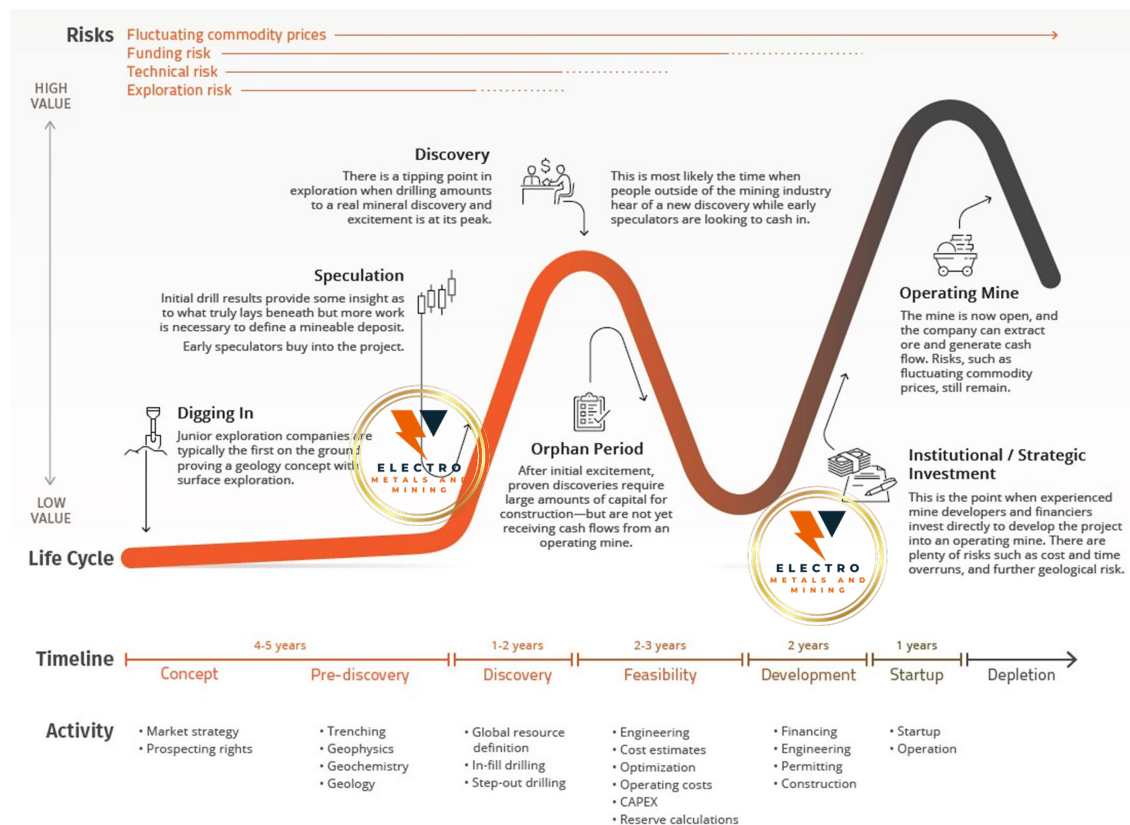 Risks
Fluctuating commodity prices
Funding risk
Technical risk
Exploration risk
HIGH
VALUE
Discovery
There is a tipping point in
exploration when drilling amounts
to a real mineral discovery and
excitement is at its peak.
$
This is most likely the time when
people outside of the mining industry
hear of a new discovery while early
speculators are looking to cash in.
Speculation
Initial drill results provide some insight as
to what truly lays beneath but more work
is necessary to define a mineable deposit.
Early speculators buy into the project.
Operating Mine
The mine is now open, and
the company can extract
ore and generate cash
flow. Risks, such as
fluctuating commodity
prices, still remain.
Digging In
Junior exploration companies are
typically the first on the ground
proving a geology concept with
surface exploration.
ELECTRO
METALS AND
MINING
Orphan Period
After initial excitement,
proven discoveries require
large amounts of capital for
construction—but are not yet
receiving cash flows from an
operating mine.
Institutional / Strategic
Investment
This is the point when experienced
mine developers and financiers
invest directly to develop the project
into an operating mine. There are
plenty of risks such as cost and time
overruns, and further geological risk.
LOW
VALUE
Life Cycle
ELECTRO
METALS AND
MINING
Timeline
4-5 years
1-2 years
2-3 years
2 years
1 years
Concept
Pre-discovery
Discovery
Feasibility
Development
Startup
Depletion
Activity
• Market strategy
• Prospecting rights
• Trenching
• Geophysics
• Geochemistry
• Geology
• Global resource
definition
• In-fill drilling
• Step-out drilling
• Engineering
• Cost estimates
• Optimization
• Operating costs
• CAPEX
• Reserve calculations
• Financing
• Engineering
• Permitting
• Construction
• Startup
• Operation